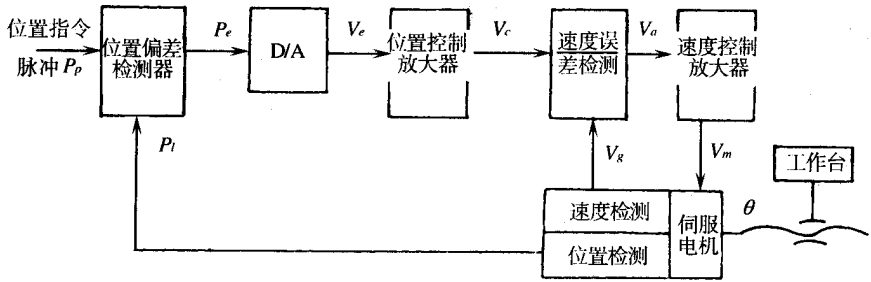 位置指令
脉冲 Pp
位置偏差
检测器
Pe
D/A
Ve
位置控制
放大器
Vc
速度误
差检测
Va
速度控制
放大器
Pl
Vg
Vm
工作台
速度检测
位置检测
伺服
电机
θ